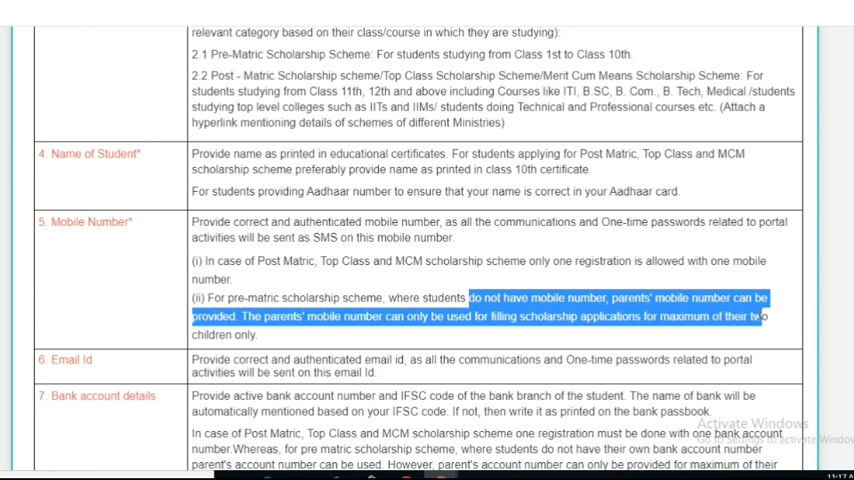 relevant category based on their class/course in which they are studying):
2.1 Pre-Matric Scholarship Scheme: For students studying from Class 1st to Class 10th.
2.2 Post - Matric Scholarship scheme/Top Class Scholarship Scheme/Merit Cum Means Scholarship Scheme: For
students studying from Class 11th, 12th and above including Courses like ITI, B.SC, B. Com., B. Tech, Medical /students
studying top level colleges such as IITs and IIMs/ students doing Technical and Professional courses etc. (Attach a
hyperlink mentioning details of schemes of different Ministries)
4. Name of Student*
Provide name as printed in educational certificates. For students applying for Post Matric, Top Class and MCM
scholarship scheme preferably provide name as printed in class 10th certificate.
For students providing Aadhaar number to ensure that your name is correct in your Aadhaar card.
5. Mobile Number*
Provide correct and authenticated mobile number, as all the communications and One-time passwords related to portal
activities will be sent as SMS on this mobile number.
(i) In case of Post Matric, Top Class and MCM scholarship scheme only one registration is allowed with one mobile
number.
(ii) For pre-matric scholarship scheme, where students do not have mobile number, parents' mobile number can be
provided. The parents' mobile number can only be used for filling scholarship applications for maximum of their two
children only.
6. Email Id
Provide correct and authenticated email id, as all the communications and One-time passwords related to portal
activities will be sent on this email Id.
7. Bank account details
Provide active bank account number and IFSC code of the bank branch of the student. The name of bank will be
automatically mentioned based on your IFSC code. If not, then write it as printed on the bank passbook.
In case of Post Matric, Top Class and MCM scholarship scheme one registration must be done with one bank account
number.Whereas, for pre matric scholarship scheme, where students do not have their own bank account number
parent's account number can be used. However, parent's account number can only be provided for maximum of their
Activate Windows
Go to Settings to activate Windows
11:17 A